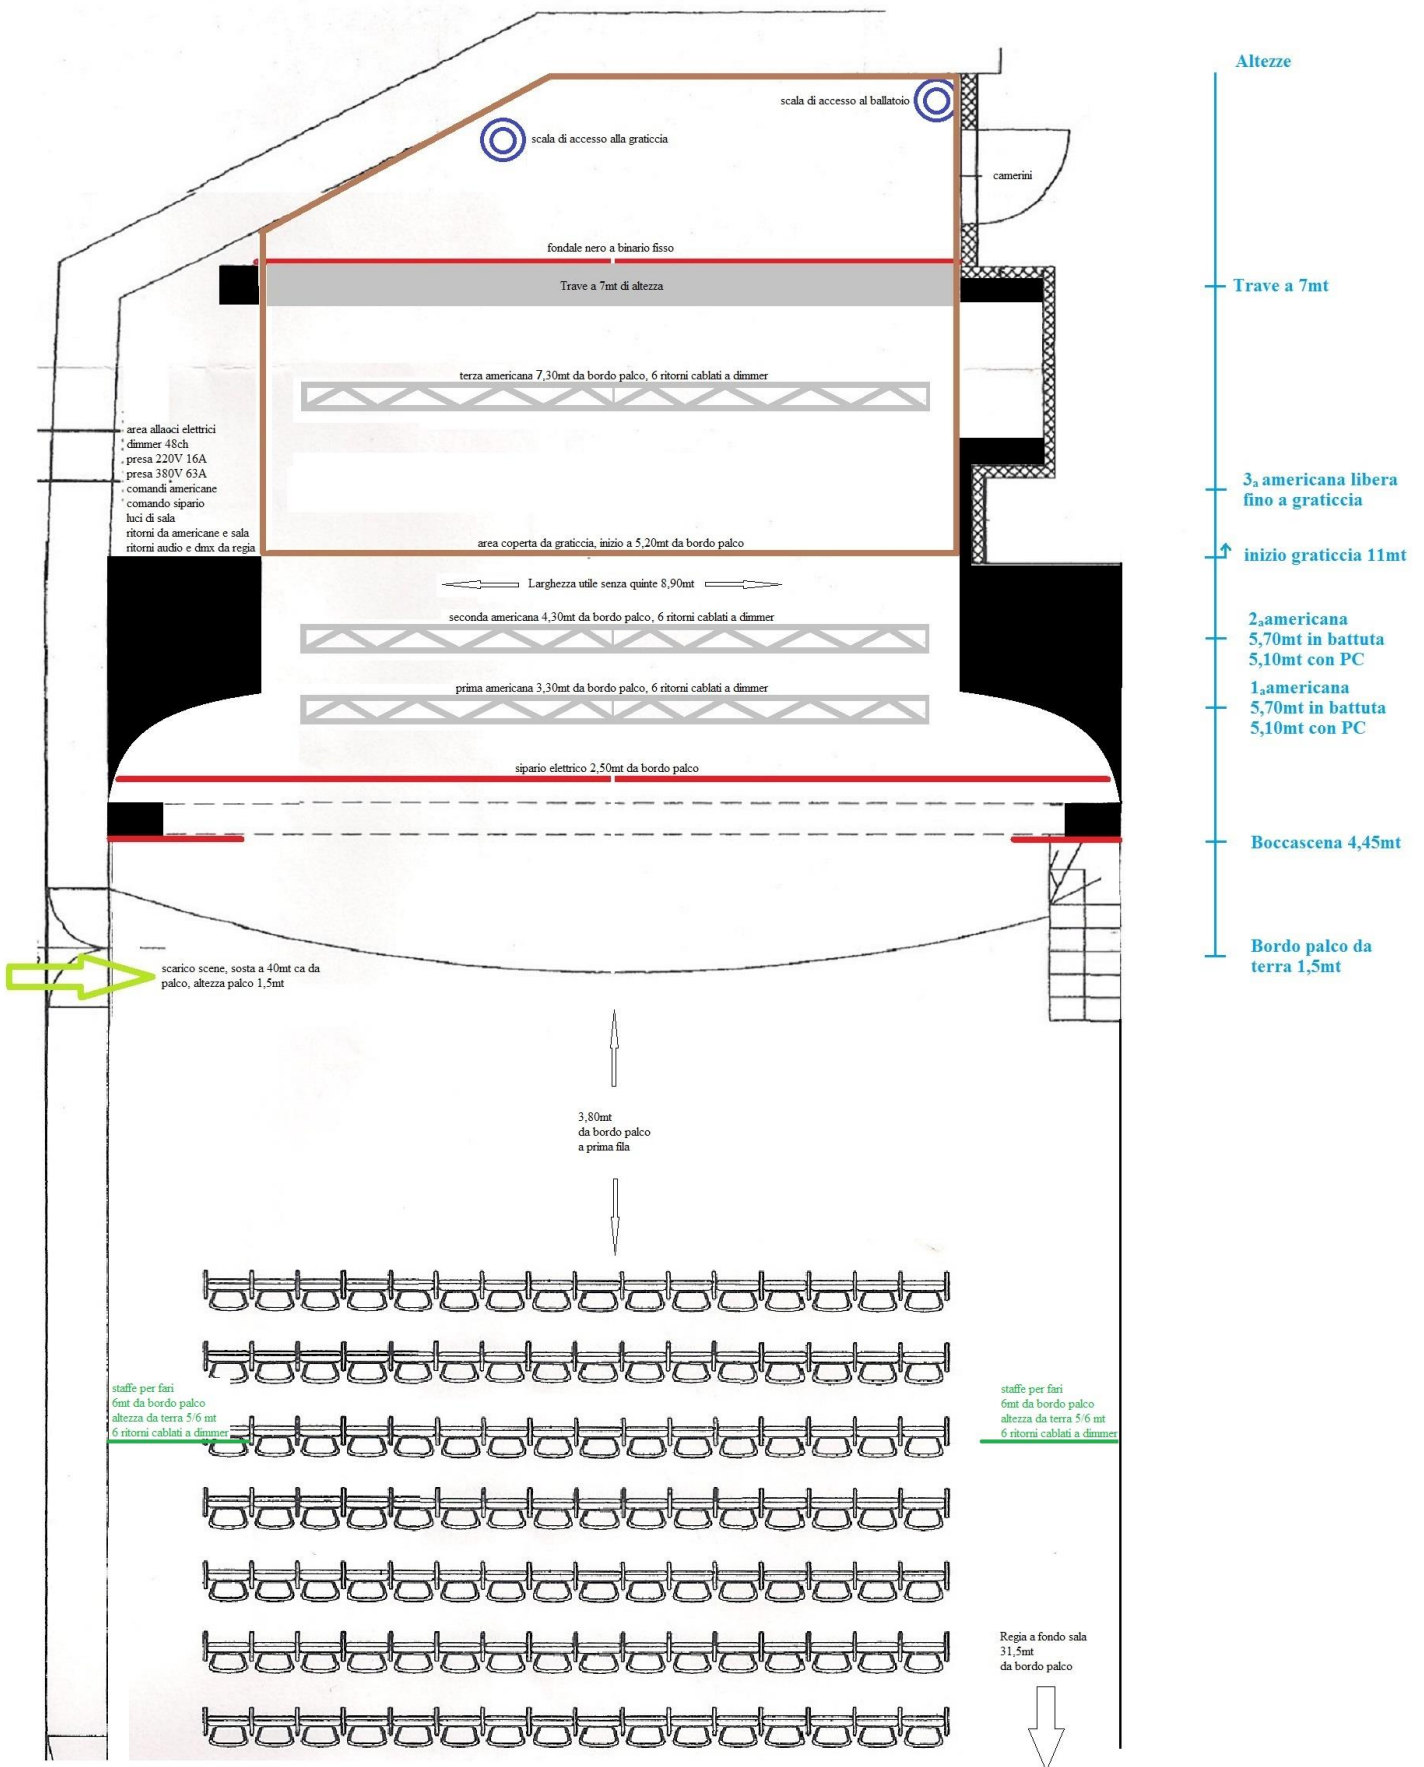 Altezze
scala di accesso al ballatoio
scala di accesso alla graticcia
camerini
fondale nero a binario fisso
Trave a 7mt di altezza
Trave a 7mt
terza americana 7,30mt da bordo palco, 6 ritorni cablati a dimmer
area allacci elettrici
dimmer 48ch
presa 220V 16A
presa 380V 63A
comandi americane
comando sipario
luci di sala
ritorni da americane e sala
ritorni audio e dmx da regia
3a americana libera
fino a graticcia
area coperta da graticcia, inizio a 5,20mt da bordo palco
inizio graticcia 11mt
Larghezza utile senza quinte 8,90mt
seconda americana 4,30mt da bordo palco, 6 ritorni cablati a dimmer
2a americana
5,70mt in battuta
5,10mt con PC
prima americana 3,30mt da bordo palco, 6 ritorni cablati a dimmer
1a americana
5,70mt in battuta
5,10mt con PC
sipario elettrico 2,50mt da bordo palco
Boccascena 4,45mt
Bordo palco da
terra 1,5mt
scarico scene, sosta a 40mt ca da
palco, altezza palco 1,5mt
3,80mt
da bordo palco
a prima fila
staffe per fari
6mt da bordo palco
altezza da terra 5/6 mt
6 ritorni cablati a dimmer
staffe per fari
6mt da bordo palco
altezza da terra 5/6 mt
6 ritorni cablati a dimmer
Regia a fondo sala
31,5mt
da bordo palco